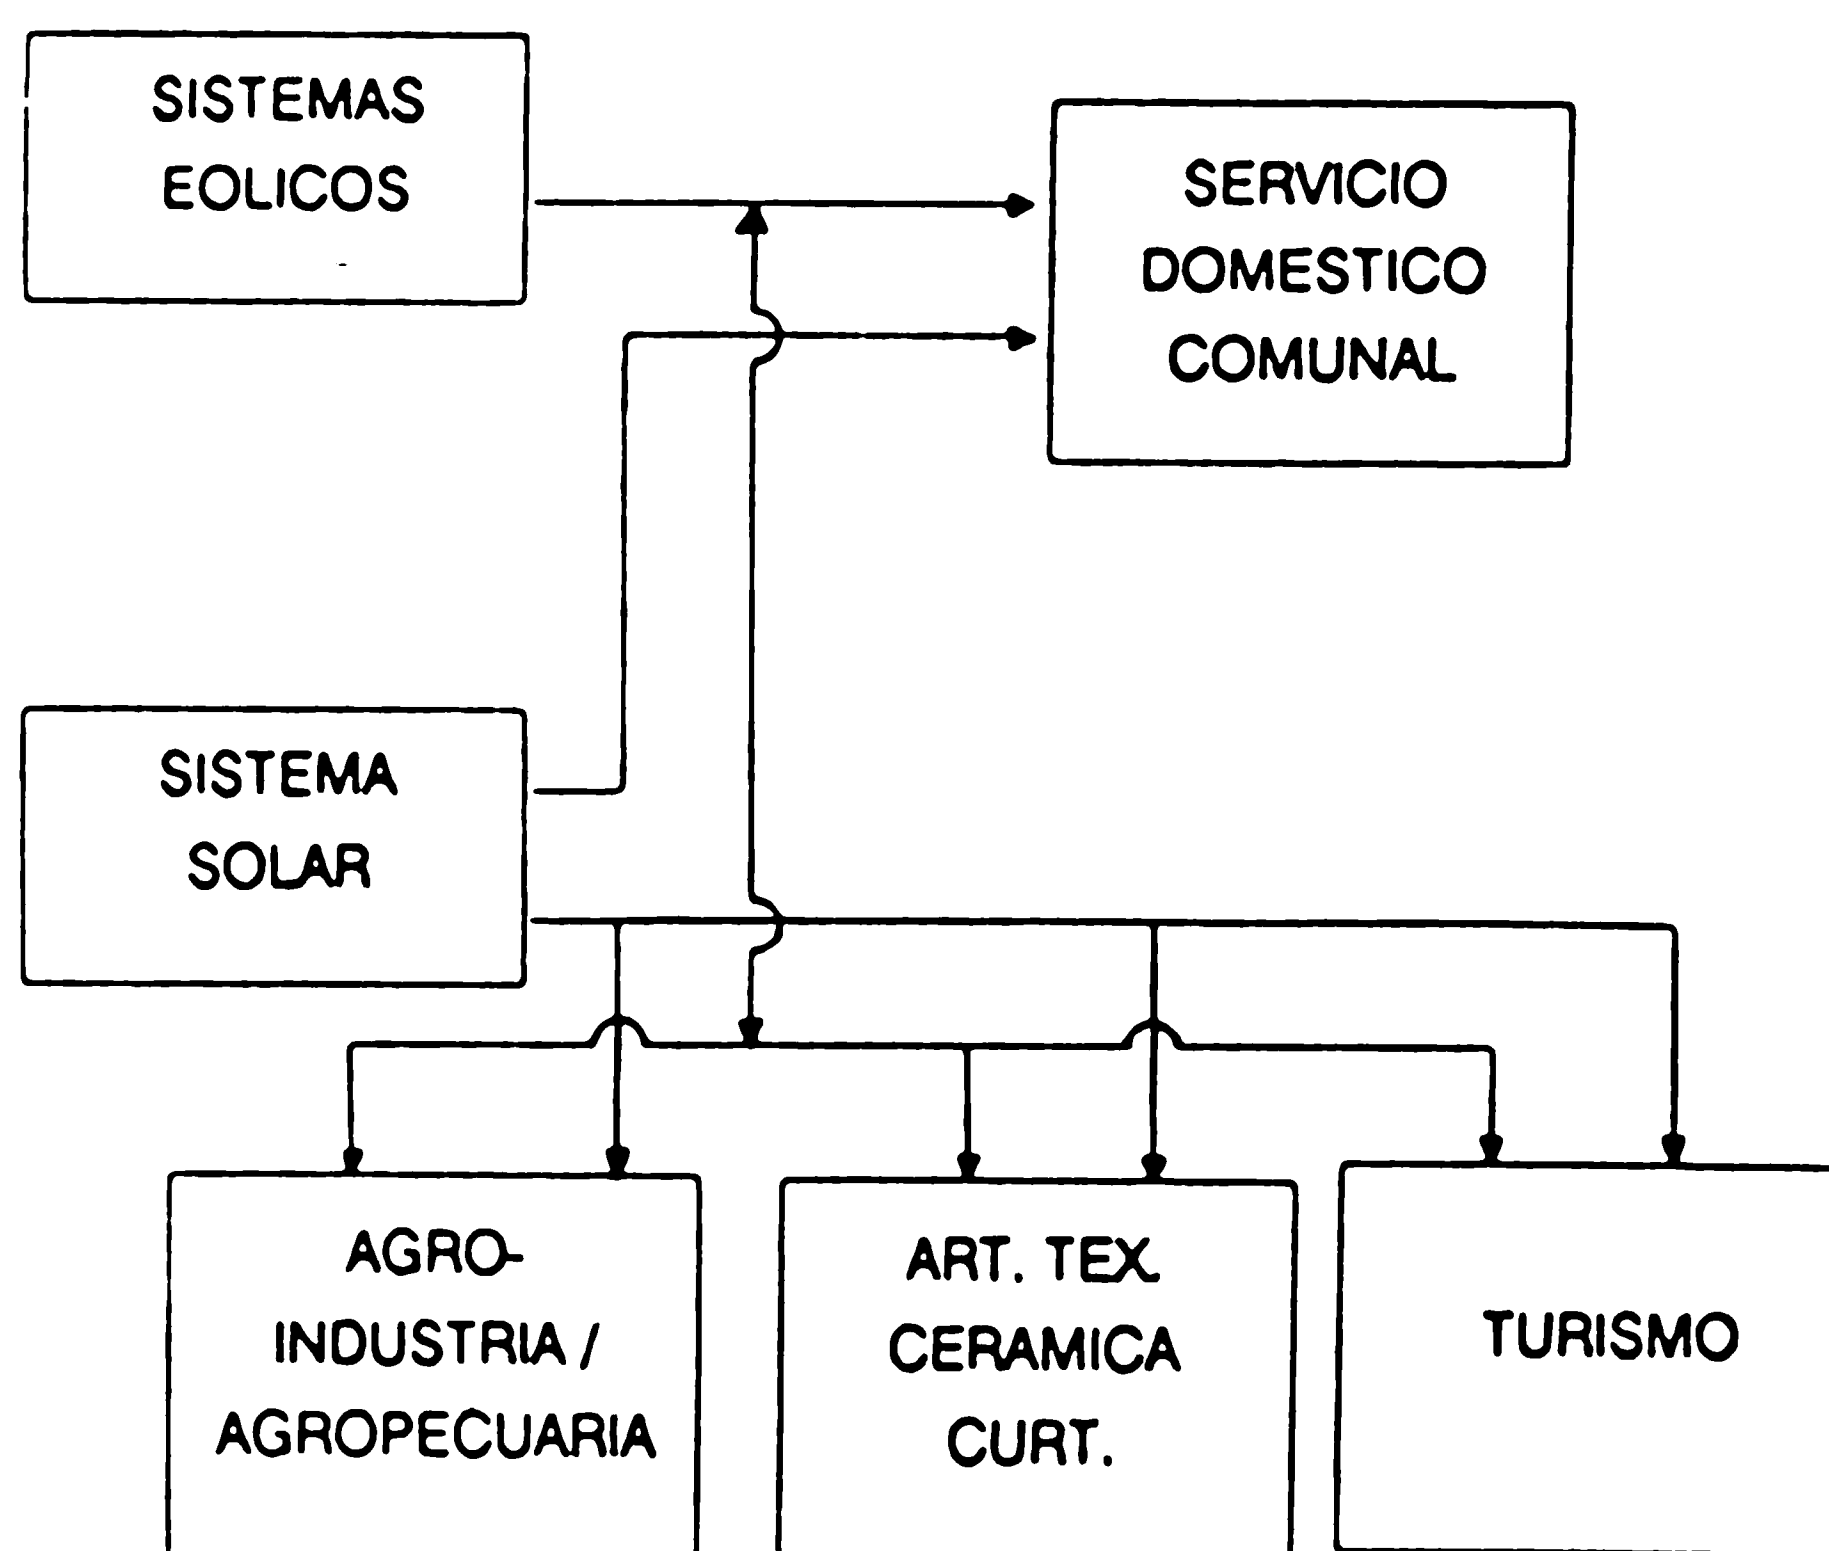 SISTEMAS
EOLICOS
SERVICIO
DOMESTICO
COMUNAL
SISTEMA
SOLAR
AGRO-
INDUSTRIA /
AGROPECUARIA
ART. TEX.
CERAMICA
CURT.
TURISMO